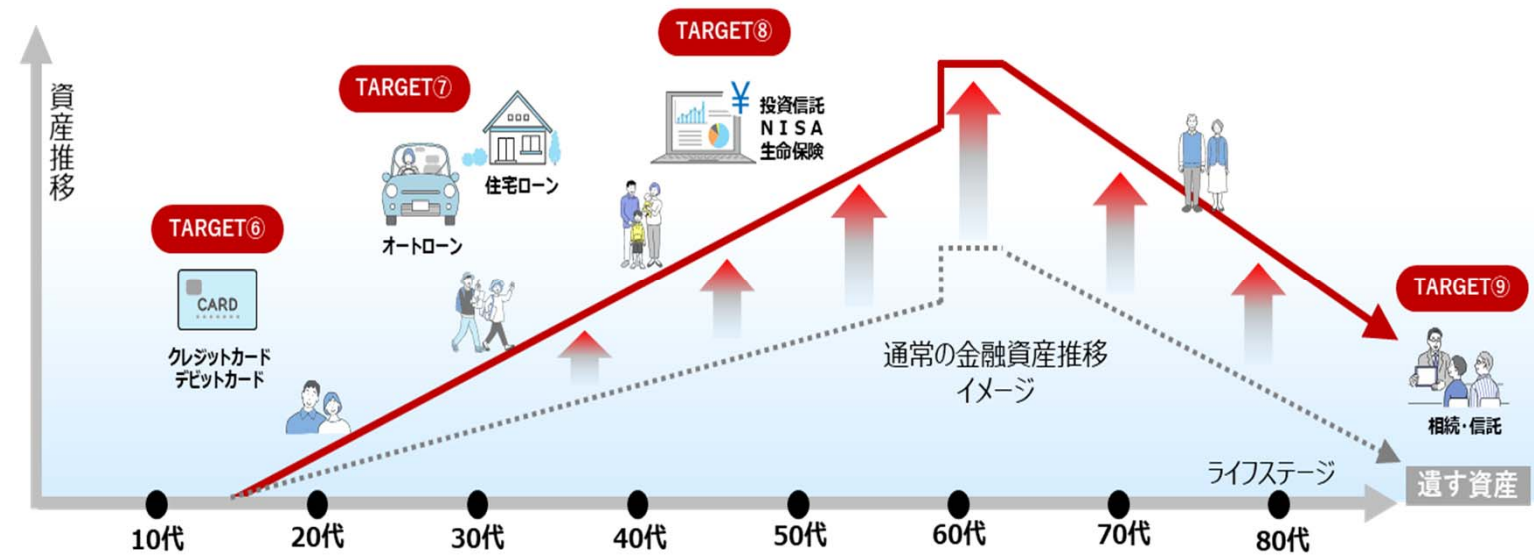 資産推移
TARGET⑥
CARD
クレジットカード
デビットカード
TARGET⑦
住宅ローン
オートローン
TARGET⑧
¥
投資信託
ＮＩＳＡ
生命保険
通常の金融資産推移
イメージ
TARGET⑨
相続・信託
ライフステージ
遺す資産
10代
20代
30代
40代
50代
60代
70代
80代